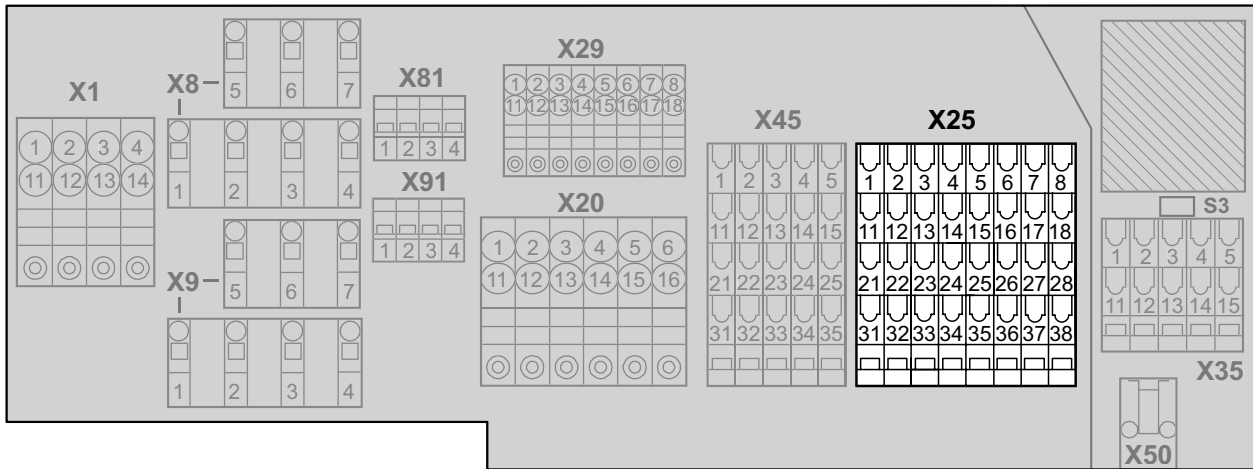 X1
1 2 3 4
11 12 13 14
X8
5 6 7
1 2 3 4
X9
5 6 7
1 2 3 4
X81
1 2 3 4
X91
1 2 3 4
X29
1 2 3 4 5 6 7 8
11 12 13 14 15 16 17 18
X20
1 2 3 4 5 6
11 12 13 14 15 16
X45
1 2 3 4 5
11 12 13 14 15
21 22 23 24 25
31 32 33 34 35
X25
1 2 3 4 5 6 7 8
11 12 13 14 15 16 17 18
21 22 23 24 25 26 27 28
31 32 33 34 35 36 37 38
S3
1 2 3 4 5
11 12 13 14 15
X35
X50